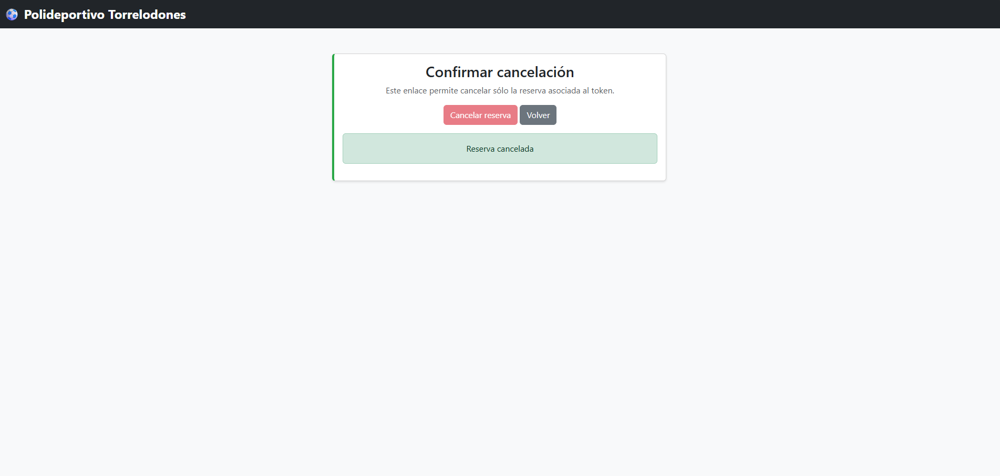 Polideportivo Torrelodones
Confirmar cancelación
Este enlace permite cancelar sólo la reserva asociada al token.
Cancelar reserva Volver
Reserva cancelada